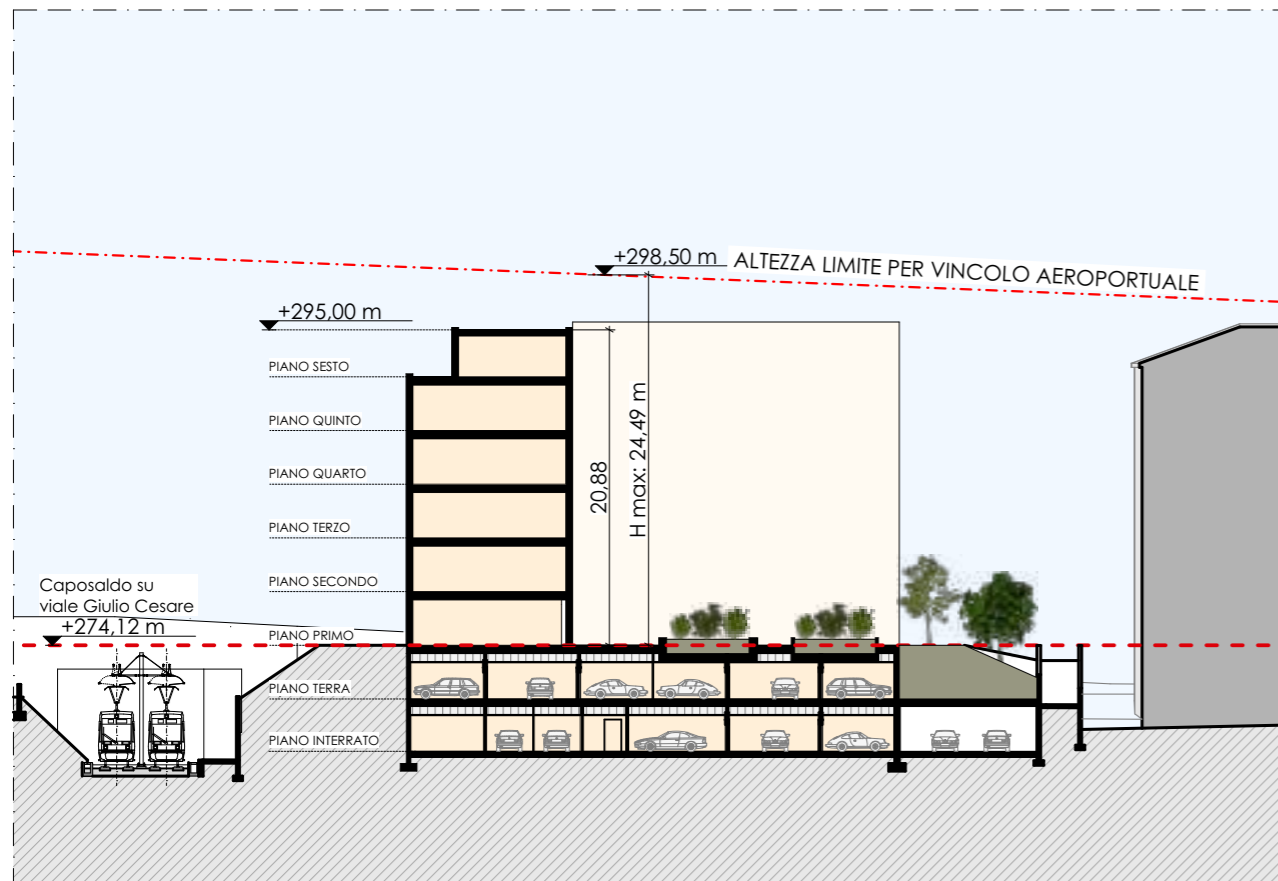 +298,50 m
ALTEZZA LIMITE PER VINCOLO AEROPORTUALE
+295,00 m
PIANO SESTO
PIANO QUINTO
PIANO QUARTO
PIANO TERZO
PIANO SECONDO
20,88
H max: 24,49 m
Caposaldo su
viale Giulio Cesare
+274,12 m
PIANO PRIMO
PIANO TERRA
PIANO INTERRATO